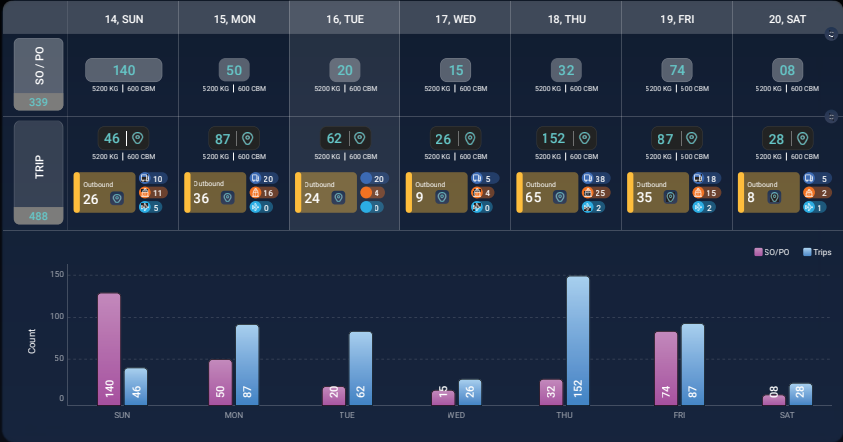 14, SUN 15, MON 16, TUE 17, WED 18, THU 19, FRI 20, SAT
SO / PO
339
140 50 20 15 32 74 08
5200 KG | 600 CBM 5200 KG | 600 CBM 5200 KG | 600 CBM 5200 KG | 600 CBM 5200 KG | 600 CBM 5200 KG | 600 CBM 5200 KG | 600 CBM
TRIP
488
46 87 62 26 152 87 28
5200 KG | 600 CBM 5200 KG | 600 CBM 5200 KG | 600 CBM 5200 KG | 600 CBM 5200 KG | 600 CBM 5200 KG | 600 CBM 5200 KG | 600 CBM
10 20 20 5 38 18 5
Outbound Outbound Outbound Outbound Outbound Outbound Outbound
11 16 4 4 25 15 2
26 36 24 9 65 35 8
5 0 0 0 2 2 1
SO/PO Trips
Count
150
100
50
0
140 46 50 87 20 62 15 26 32 152 74 87 08 28
SUN MON TUE WED THU FRI SAT